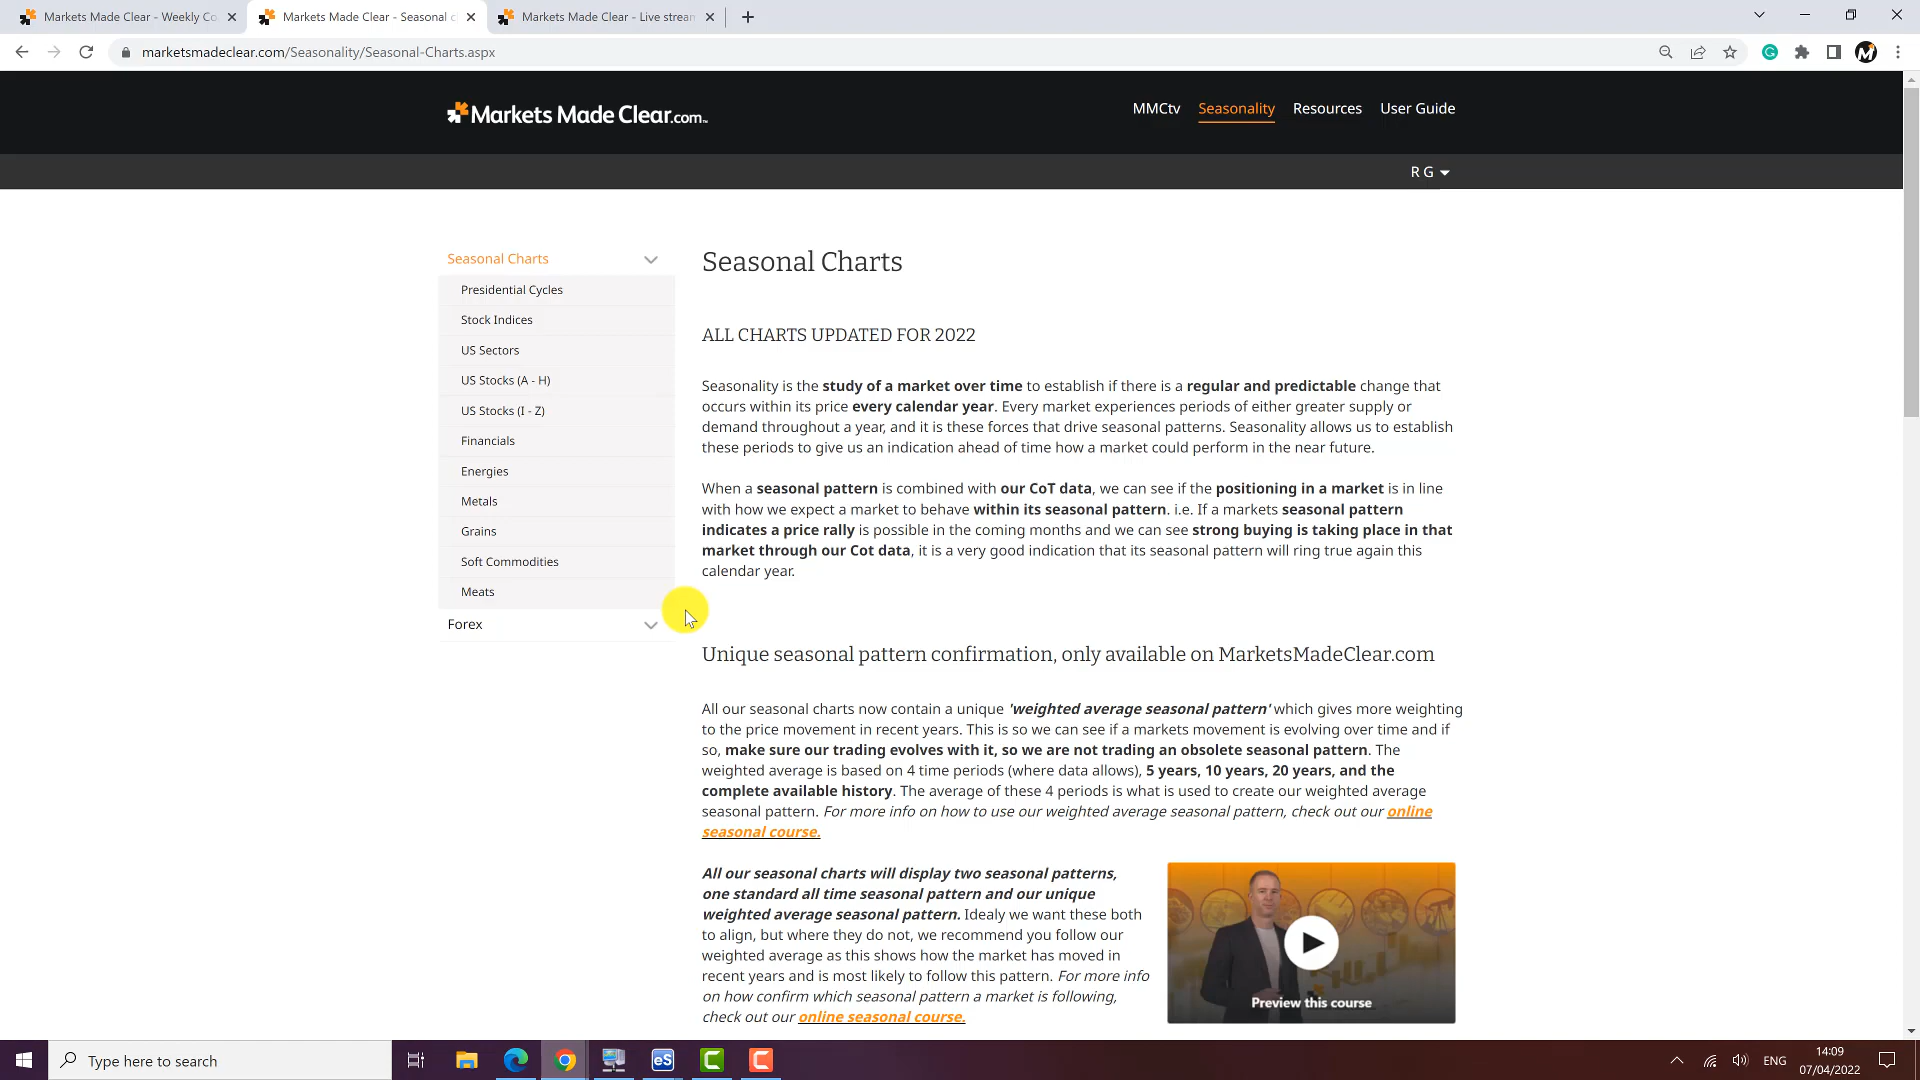 Markets Made Clear - Weekly Co
Markets Made Clear - Seasonal c
Markets Made Clear - Live stream
marketsmadeclear.com/Seasonality/Seasonal-Charts.aspx
Markets Made Clear.com
MMCtv
Seasonality
Resources
User Guide
R G
Seasonal Charts
Presidential Cycles
Stock Indices
US Sectors
US Stocks (A - H)
US Stocks (I - Z)
Financials
Energies
Metals
Grains
Soft Commodities
Meats
Forex
Seasonal Charts
ALL CHARTS UPDATED FOR 2022
Seasonality is the study of a market over time to establish if there is a regular and predictable change that
occurs within its price every calendar year. Every market experiences periods of either greater supply or
demand throughout a year, and it is these forces that drive seasonal patterns. Seasonality allows us to establish
these periods to give us an indication ahead of time how a market could perform in the near future.
When a seasonal pattern is combined with our CoT data, we can see if the positioning in a market is in line
with how we expect a market to behave within its seasonal pattern. i.e. If a markets seasonal pattern
indicates a price rally is possible in the coming months and we can see strong buying is taking place in that
market through our Cot data, it is a very good indication that its seasonal pattern will ring true again this
calendar year.
Unique seasonal pattern confirmation, only available on MarketsMadeClear.com
All our seasonal charts now contain a unique 'weighted average seasonal pattern' which gives more weighting
to the price movement in recent years. This is so we can see if a markets movement is evolving over time and if
so, make sure our trading evolves with it, so we are not trading an obsolete seasonal pattern. The
weighted average is based on 4 time periods (where data allows), 5 years, 10 years, 20 years, and the
complete available history. The average of these 4 periods is what is used to create our weighted average
seasonal pattern. For more info on how to use our weighted average seasonal pattern, check out our online
seasonal course.
All our seasonal charts will display two seasonal patterns,
one standard all time seasonal pattern and our unique
weighted average seasonal pattern. Idealy we want these both
to align, but where they do not, we recommend you follow our
weighted average as this shows how the market has moved in
recent years and is most likely to follow this pattern. For more info
on how confirm which seasonal pattern a market is following,
check out our online seasonal course.
Preview this course
Type here to search
eS
ENG
14:09
07/04/2022